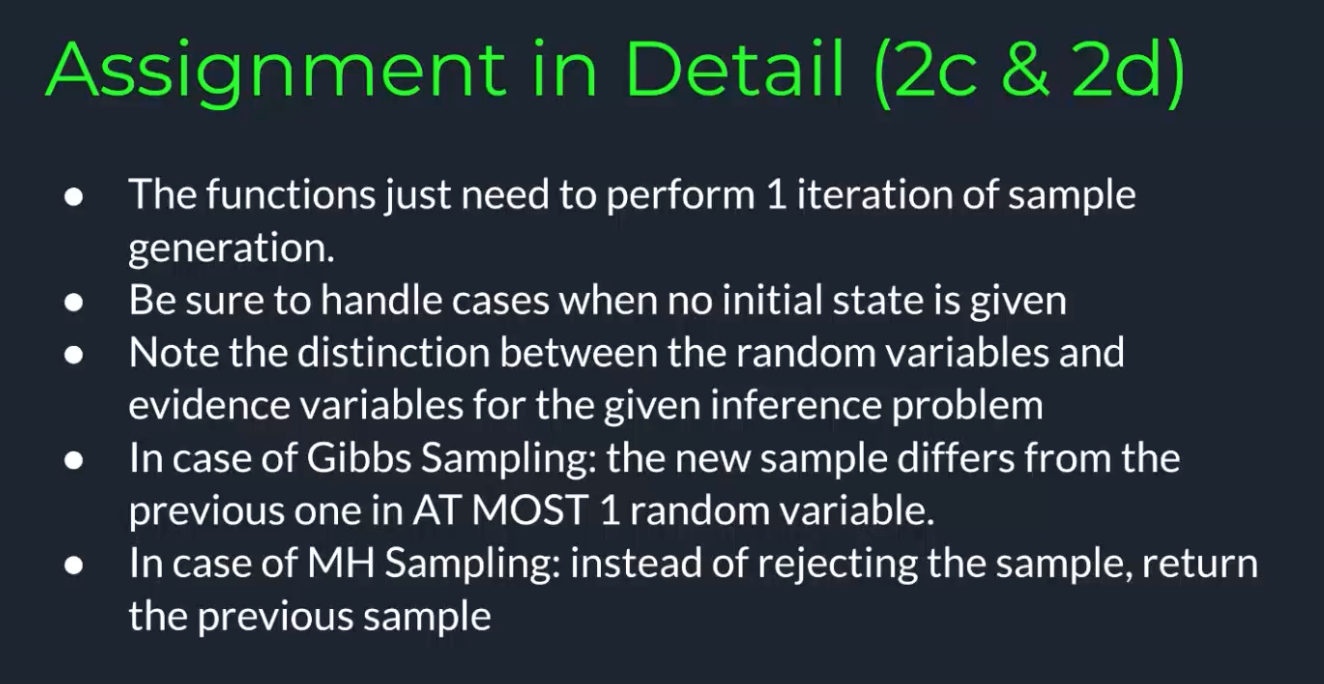 Assignment in Detail (2c & 2d)
● The functions just need to perform 1 iteration of sample
generation.
● Be sure to handle cases when no initial state is given
● Note the distinction between the random variables and
evidence variables for the given inference problem
● In case of Gibbs Sampling: the new sample differs from the
previous one in AT MOST 1 random variable.
● In case of MH Sampling: instead of rejecting the sample, return
the previous sample